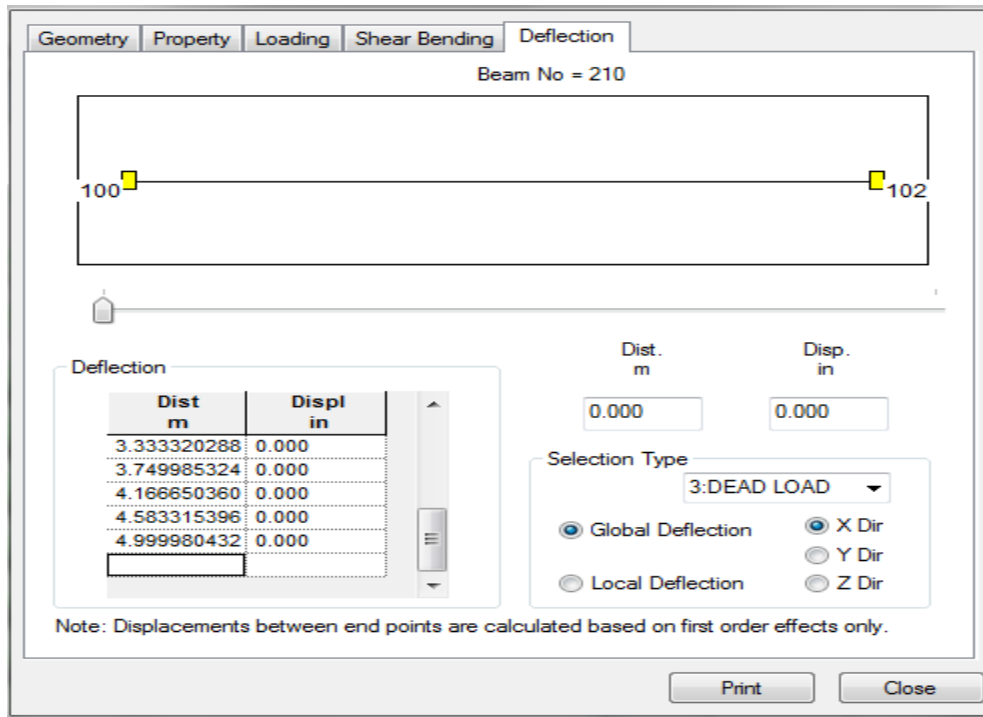 Geometry Property Loading Shear Bending Deflection
Beam No = 210
100 102
Dist. Disp.
m in
0.000 0.000
Deflection
Dist Displ
m in
3.333320288 0.000
3.749985324 0.000
4.166650360 0.000
4.583315396 0.000
4.999980432 0.000
Selection Type
3:DEAD LOAD
Global Deflection X Dir
Y Dir
Local Deflection Z Dir
Note: Displacements between end points are calculated based on first order effects only.
Print Close